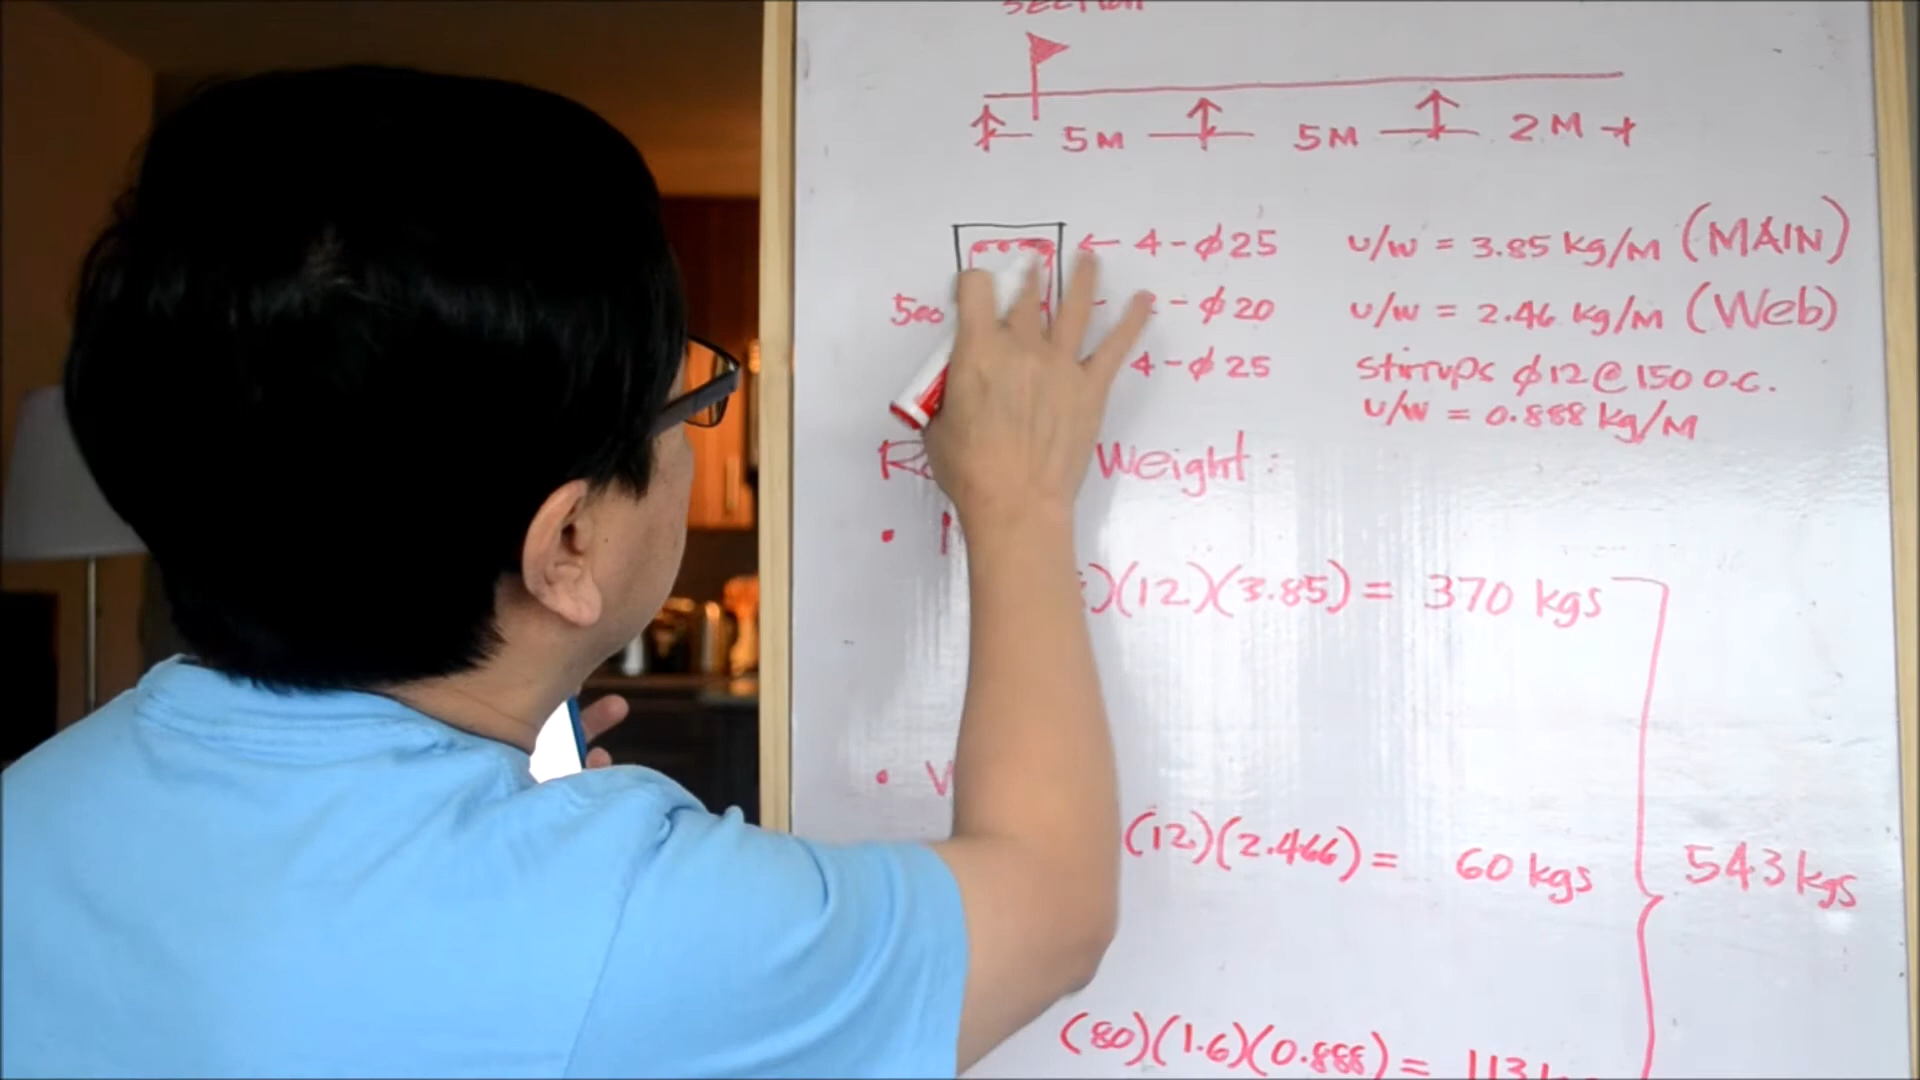 section
5M 5M 2M
4-ϕ25 u/w = 3.85 kg/M (MAIN)
500 -ϕ20 u/w = 2.46 kg/M (Web)
4-ϕ25 stirrups ϕ12@150 o.c.
u/w = 0.888 kg/M
Weight:
)(12)(3.85) = 370 kgs
(12)(2.466) = 60 kgs 543 kgs
(80)(1.6)(0.888) = 113